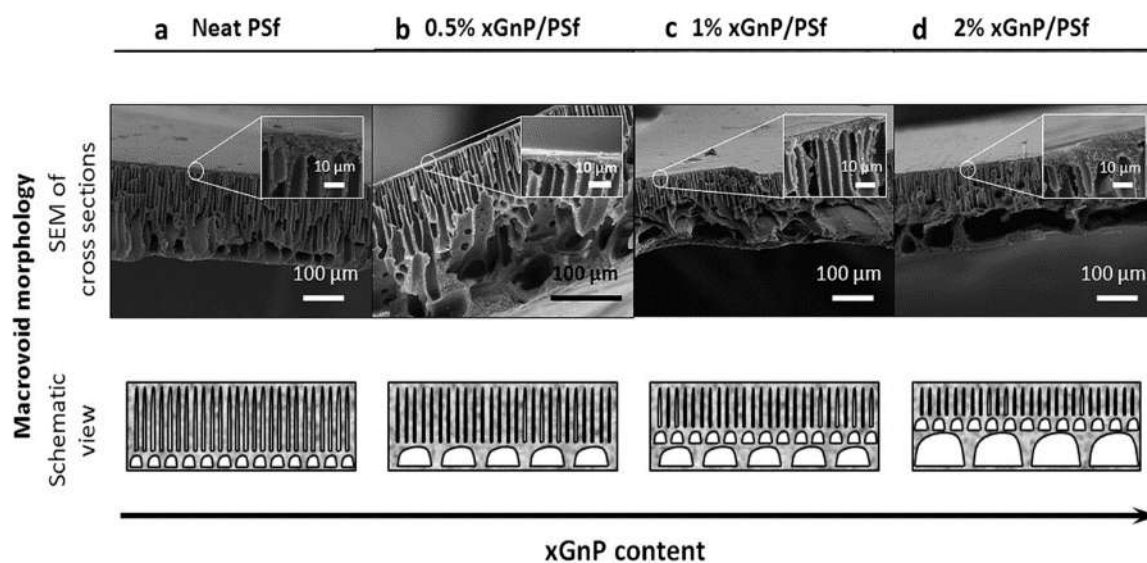 a Neat PSf
b 0.5% xGnP/PSf
c 1% xGnP/PSf
d 2% xGnP/PSf
Macrovoid morphology
SEM of
cross sections
10 µm
100 µm
10 µm
100 µm
10 µm
100 µm
10 µm
100 µm
Schematic
view
xGnP content